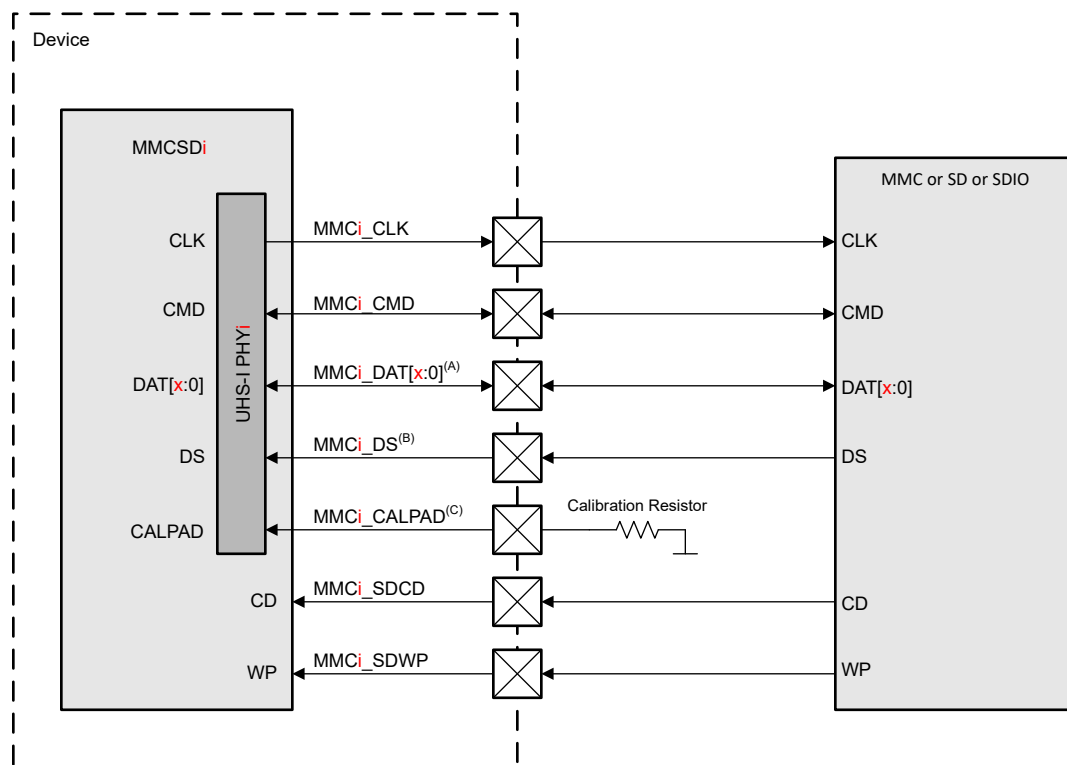 Device
MMCSDi
MMC or SD or SDIO
UHS-I PHYi
CLK
MMCi_CLK
CLK
CMD
MMCi_CMD
CMD
DAT[x:0]
MMCi_DAT[x:0](A)
DAT[x:0]
DS
MMCi_DS(B)
DS
CALPAD
MMCi_CALPAD(C)
Calibration Resistor
CD
MMCi_SDCD
CD
WP
MMCi_SDWP
WP